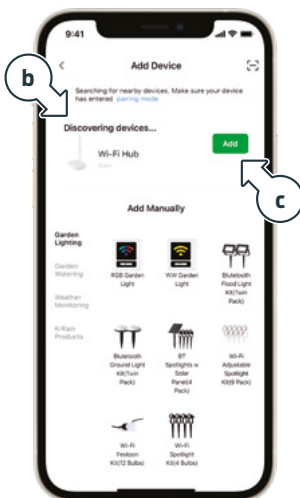 9:41
Add Device
b
Searching for nearby devices. Make sure your device
has entered pairing mode
Discovering devices...
Wi-Fi Hub
Add
c
Add Manually
Garden
Lighting
Garden
Watering
Weather
Monitoring
K-Rain
Products
RGB Garden
Light
WW Garden
Light
Bluetooth
Flood Light
Kit(Twin
Pack)
Bluetooth
Ground Light
Kit(Twin
Pack)
BT
Spotlights w
Solar
Panel(4
Pack)
Wi-Fi
Adjustable
Spotlight
Kit(9 Pack)
Wi-Fi
Festoon
Kit(12 Bulbs)
Wi-Fi
Spotlight
Kit(4 Bulbs)